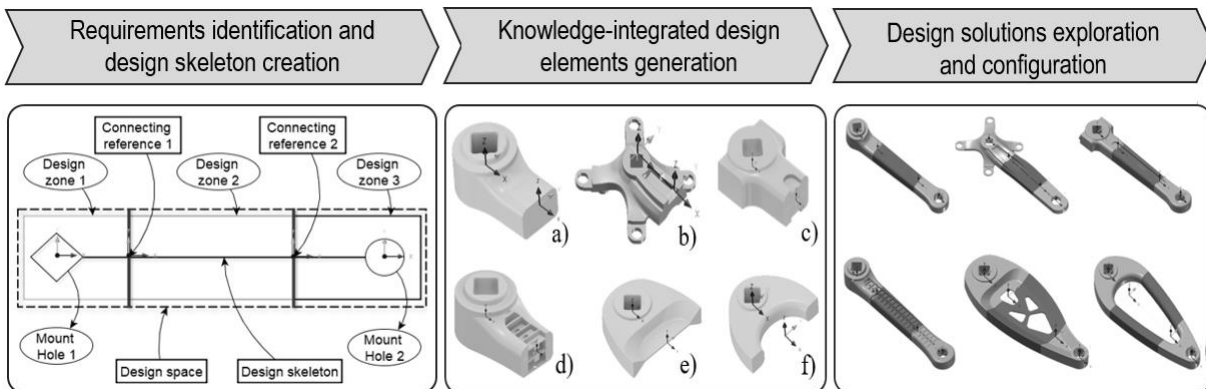 Requirements identification and
design skeleton creation
Knowledge-integrated design
elements generation
Design solutions exploration
and configuration
Connecting
reference 1
Connecting
reference 2
Design
zone 1
Design
zone 2
Design
zone 3
Mount
Hole 1
Design space
Design skeleton
Mount
Hole 2
a)
b)
c)
d)
e)
f)